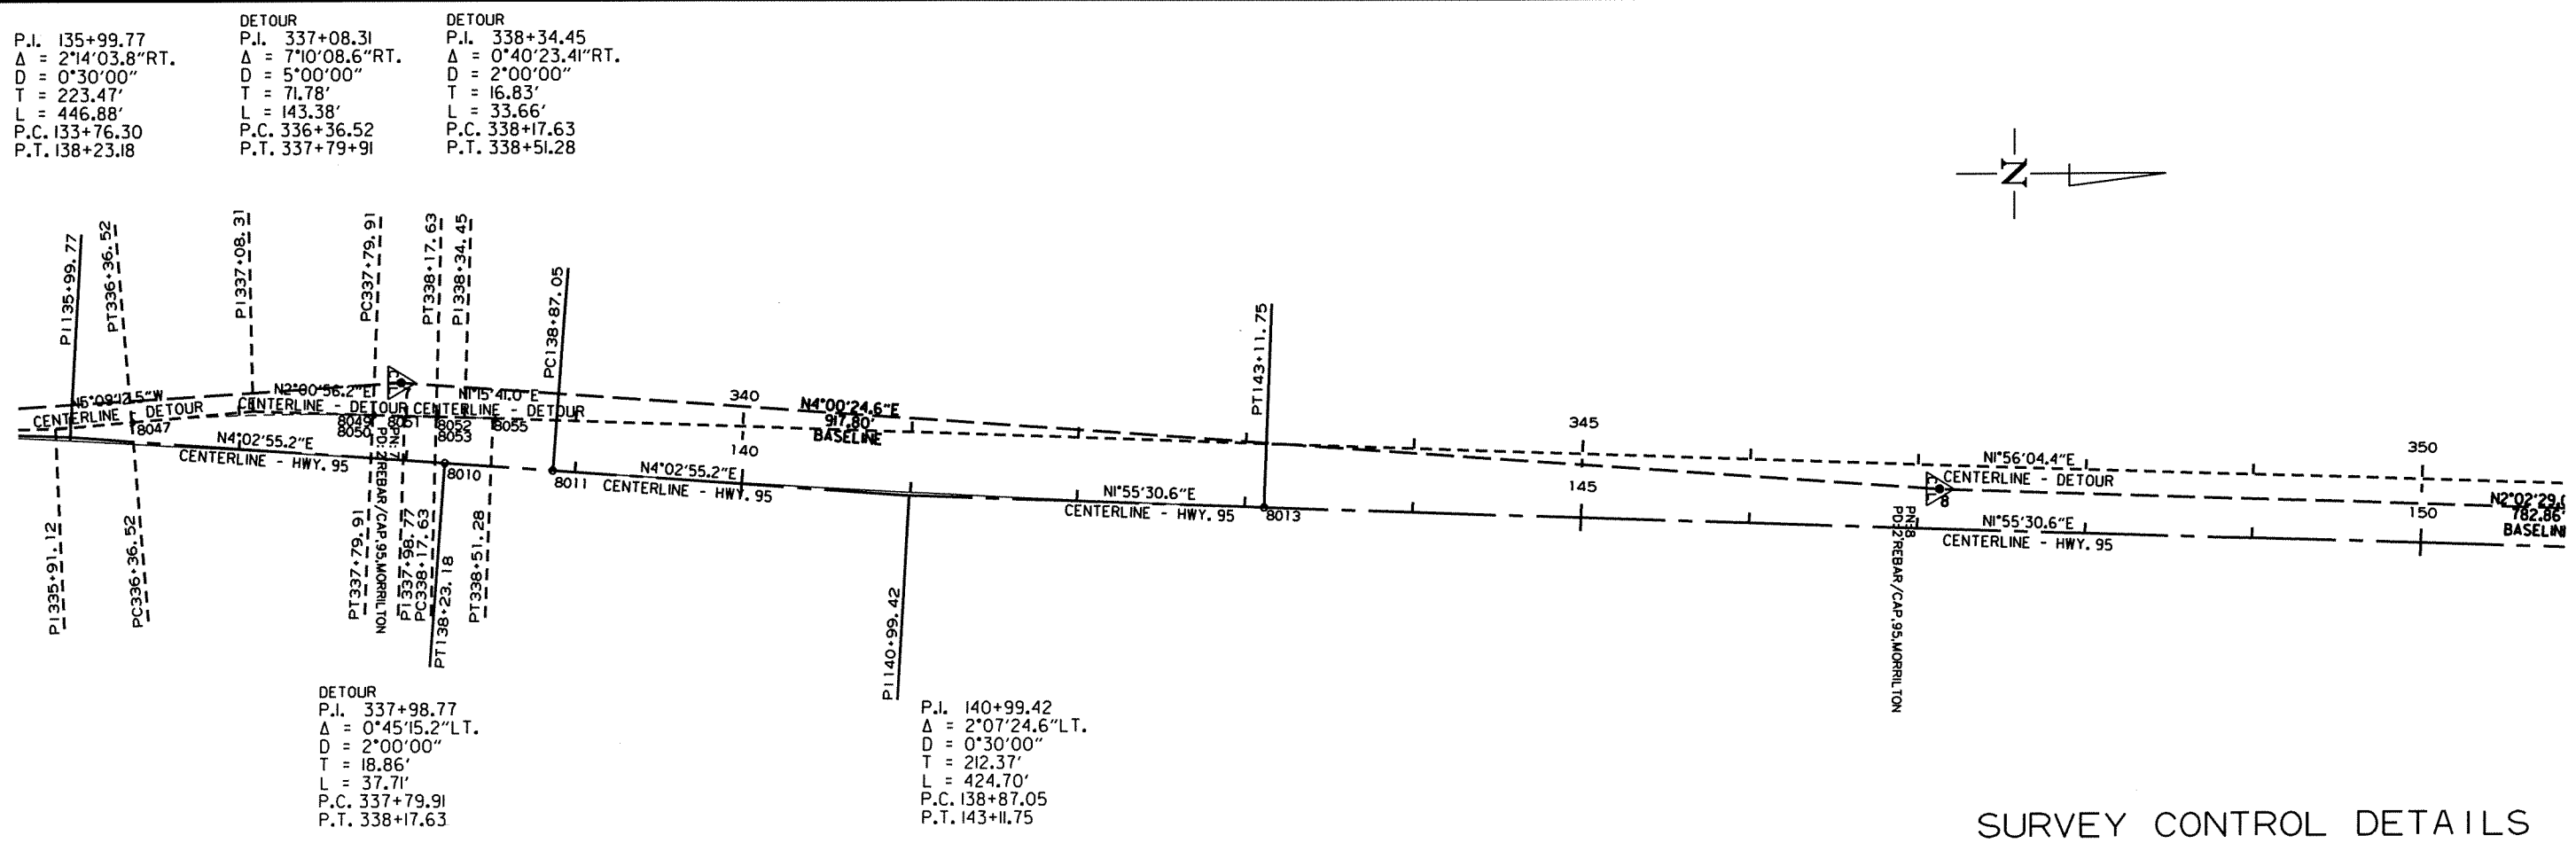 P.I. 135+99.77
Δ = 2°14'03.8"RT.
D = 0°30'00"
T = 223.47'
L = 446.88'
P.C. 133+76.30
P.T. 138+23.18
DETOUR
P.I. 337+08.31
Δ = 7°10'08.6"RT.
D = 5°00'00"
T = 71.78'
L = 143.38'
P.C. 336+36.52
P.T. 337+79+91
DETOUR
P.I. 338+34.45
Δ = 0°40'23.41"RT.
D = 2°00'00"
T = 16.83'
L = 33.66'
P.C. 338+17.63
P.T. 338+51.28
N
PI135+99.77
PT336+36.52
PI337+08.31
PC337+79.91
PT338+17.63
PI338+34.45
PC138+87.05
PT143+11.75
CENTERLINE - DETOUR
N2°00'56.2"E
CENTERLINE - DETOUR
N1°15'41.0"E
CENTERLINE - DETOUR
7
340
N4°00'24.6"E
917.80'
BASELINE
345
N1°56'04.4"E
CENTERLINE - DETOUR
350
8047
8049
8050
8051
8052
8053
8055
N4°02'55.2"E
CENTERLINE - HWY. 95
8010
8011
140
N4°02'55.2"E
CENTERLINE - HWY. 95
N1°55'30.6"E
CENTERLINE - HWY. 95
8013
145
8
N1°55'30.6"E
CENTERLINE - HWY. 95
150
782.86'
PI335+91.12
PC336+36.52
PT337+79.91
PN:7
PD:2'REBAR/CAP,95,MORRILTON
PI337+98.77
PC338+17.63
PT138+23.18
PT338+51.28
PI140+99.42
PN:8
PD:2'REBAR/CAP,95,MORRILTON
DETOUR
P.I. 337+98.77
Δ = 0°45'15.2"LT.
D = 2°00'00"
T = 18.86'
L = 37.71'
P.C. 337+79.91
P.T. 338+17.63
P.I. 140+99.42
Δ = 2°07'24.6"LT.
D = 0°30'00"
T = 212.37'
L = 424.70'
P.C. 138+87.05
P.T. 143+11.75
SURVEY CONTROL DETAILS